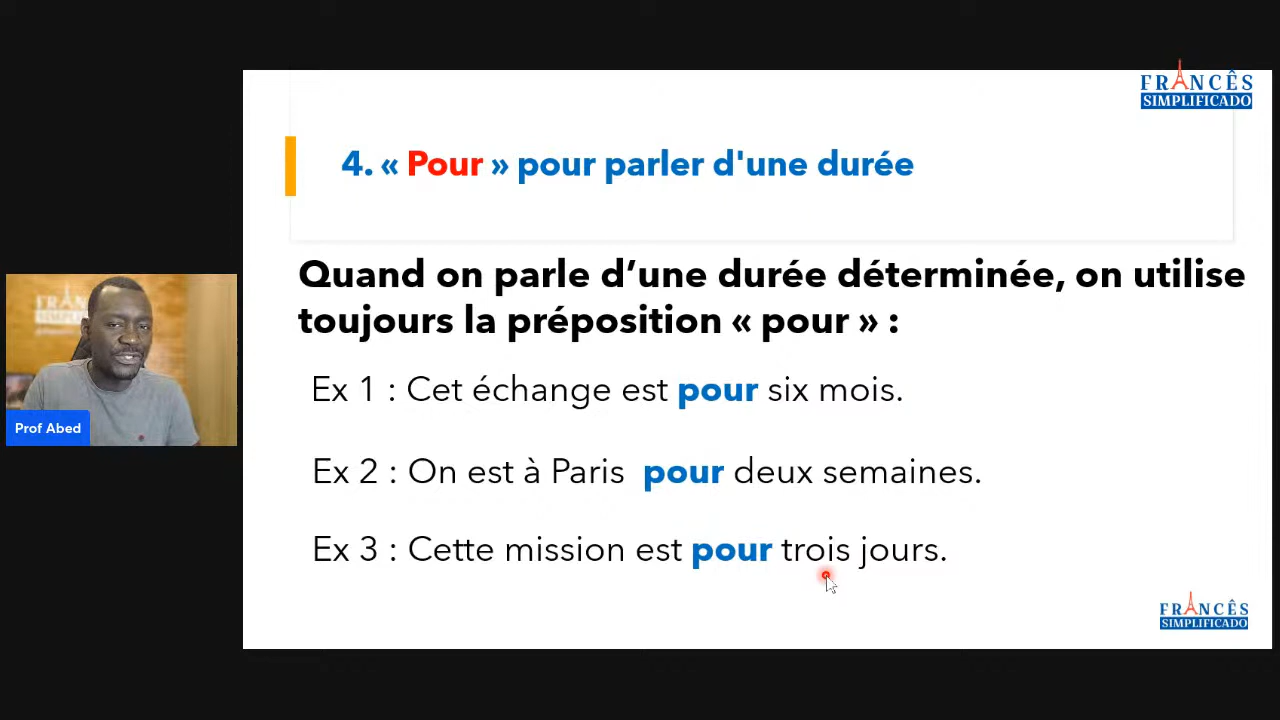 FRANCÊS
SIMPLIFICADO
4. « Pour » pour parler d'une durée
Quand on parle d’une durée déterminée, on utilise
toujours la préposition « pour » :
Ex 1 : Cet échange est pour six mois.
Ex 2 : On est à Paris pour deux semaines.
Ex 3 : Cette mission est pour trois jours.
Prof Abed
FRANCÊS
SIMPLIFICADO